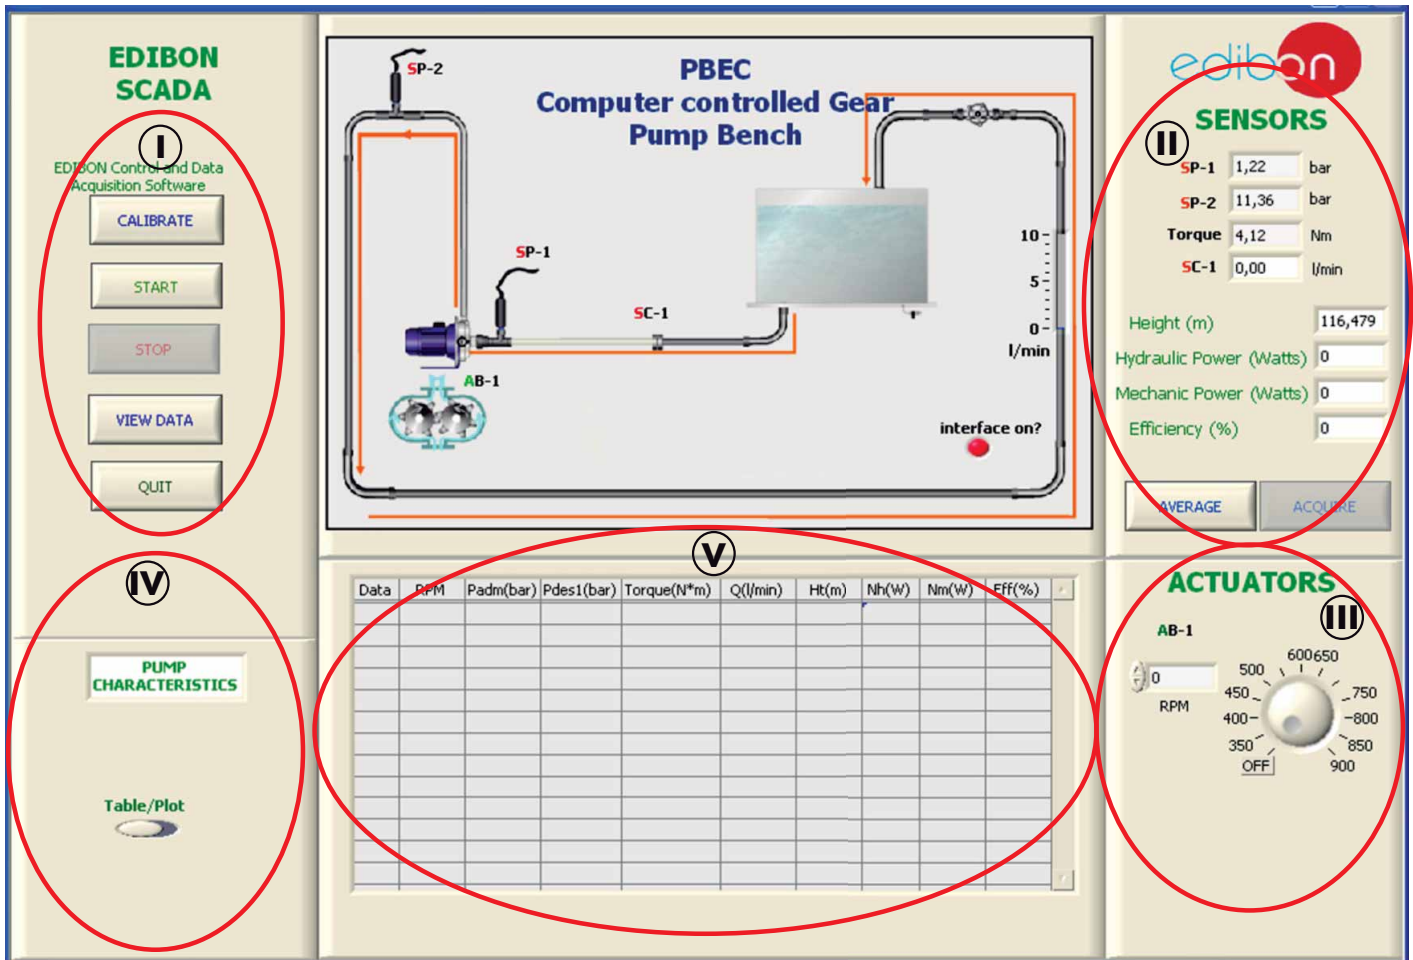 EDIBON
SCADA
I
EDIBON Control and Data
Acquisition Software
CALIBRATE
START
STOP
VIEW DATA
QUIT
PBEC
Computer controlled Gear
Pump Bench
SP-2
SP-1
SC-1
AB-1
10
5
0
l/min
interface on?
edibon
SENSORS
II
SP-1 1,22 bar
SP-2 11,36 bar
Torque 4,12 Nm
SC-1 0,00 l/min
Height (m) 116,479
Hydraulic Power (Watts) 0
Mechanic Power (Watts) 0
Efficiency (%) 0
AVERAGE ACQUIRE
IV
PUMP
CHARACTERISTICS
Table/Plot
V
Data RPM Padm(bar) Pdes1(bar) Torque(N*m) Q(l/min) Ht(m) Nh(W) Nm(W) Eff(%)
ACTUATORS
III
AB-1
0
RPM
600 650
500
450 750
400 800
350 850
OFF 900